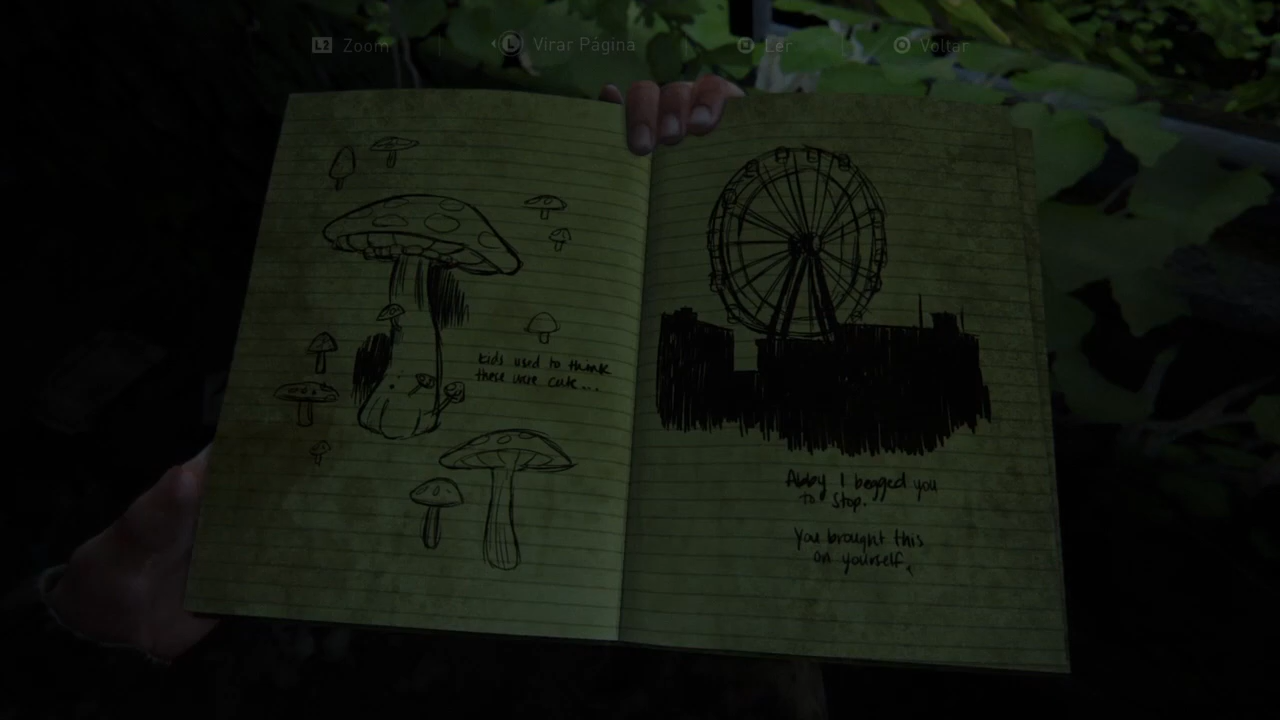 L2 Zoom
L Virar Página
Ler
Voltar
kids used to think
these were cute...
Abby I begged you
to stop.
You brought this
on yourself.